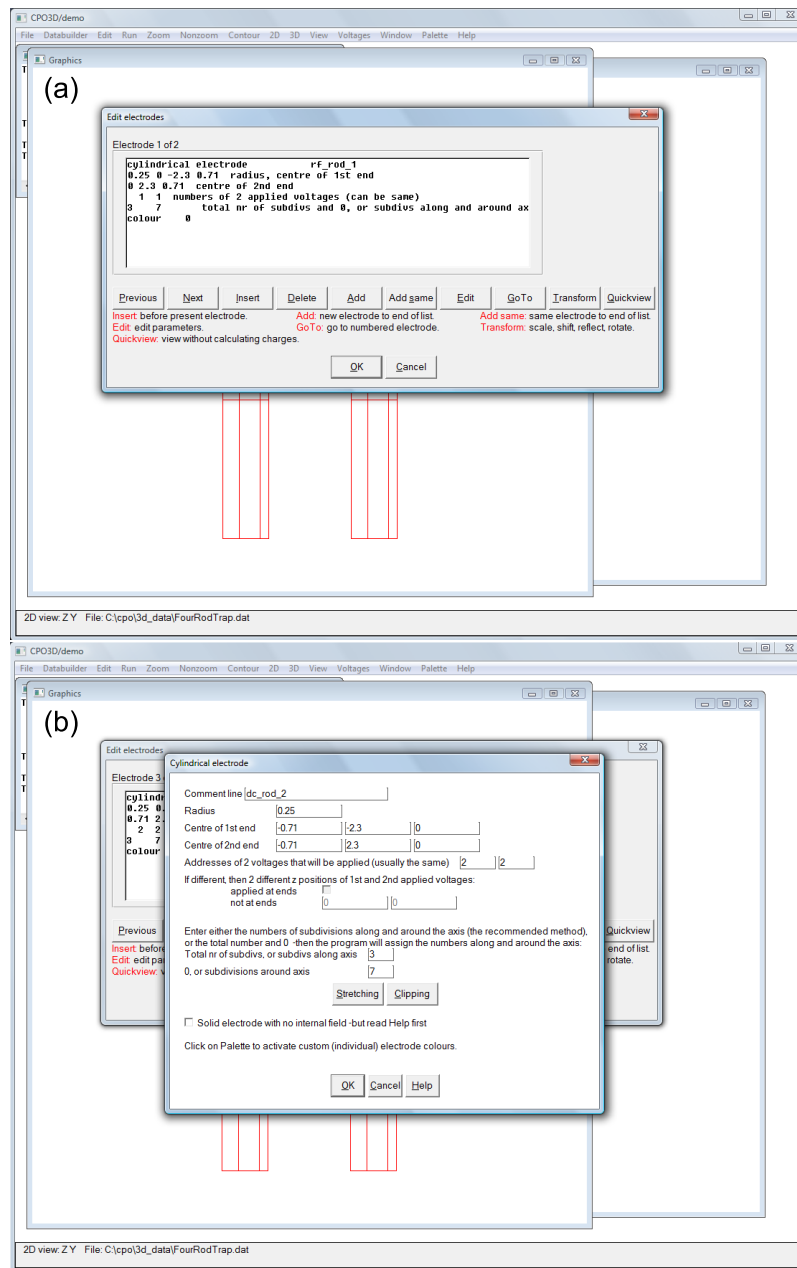 CPO3D/demo
File Databuilder Edit Run Zoom Nonzoom Contour 2D 3D View Voltages Window Palette Help
Graphics
(a)
Edit electrodes
Electrode 1 of 2
cylindrical electrode rf_rod_1
0.25 0 -2.3 0.71 radius, centre of 1st end
0 2.3 0.71 centre of 2nd end
1 1 numbers of 2 applied voltages (can be same)
3 7 total nr of subdivs and 0, or subdivs along and around ax
colour 0
Previous Next Insert Delete Add Add same Edit GoTo Transform Quickview
Insert: before present electrode. Add: new electrode to end of list. Add same: same electrode to end of list.
Edit: edit parameters. GoTo: go to numbered electrode. Transform: scale, shift, reflect, rotate.
Quickview: view without calculating charges.
OK Cancel
2D view: Z Y File: C:\cpo\3d_data\FourRodTrap.dat
CPO3D/demo
File Databuilder Edit Run Zoom Nonzoom Contour 2D 3D View Voltages Window Palette Help
Graphics
(b)
Edit electrodes
Cylindrical electrode
Electrode 3
cylind
0.25 0
0.71 2
2 2
3 7
colour
Comment line dc_rod_2
Radius 0.25
Centre of 1st end -0.71 -2.3 0
Centre of 2nd end -0.71 2.3 0
Addresses of 2 voltages that will be applied (usually the same) 2 2
If different, then 2 different z positions of 1st and 2nd applied voltages:
applied at ends
not at ends 0 0
Enter either the numbers of subdivisions along and around the axis (the recommended method),
or the total number and 0 -then the program will assign the numbers along and around the axis:
Total nr of subdivs, or subdivs along axis 3
0, or subdivisions around axis 7
Stretching Clipping
Solid electrode with no internal field -but read Help first
Click on Palette to activate custom (individual) electrode colours.
OK Cancel Help
Previous Quickview
Insert: before end of list.
Edit: edit pa rotate.
Quickview: v
2D view: Z Y File: C:\cpo\3d_data\FourRodTrap.dat